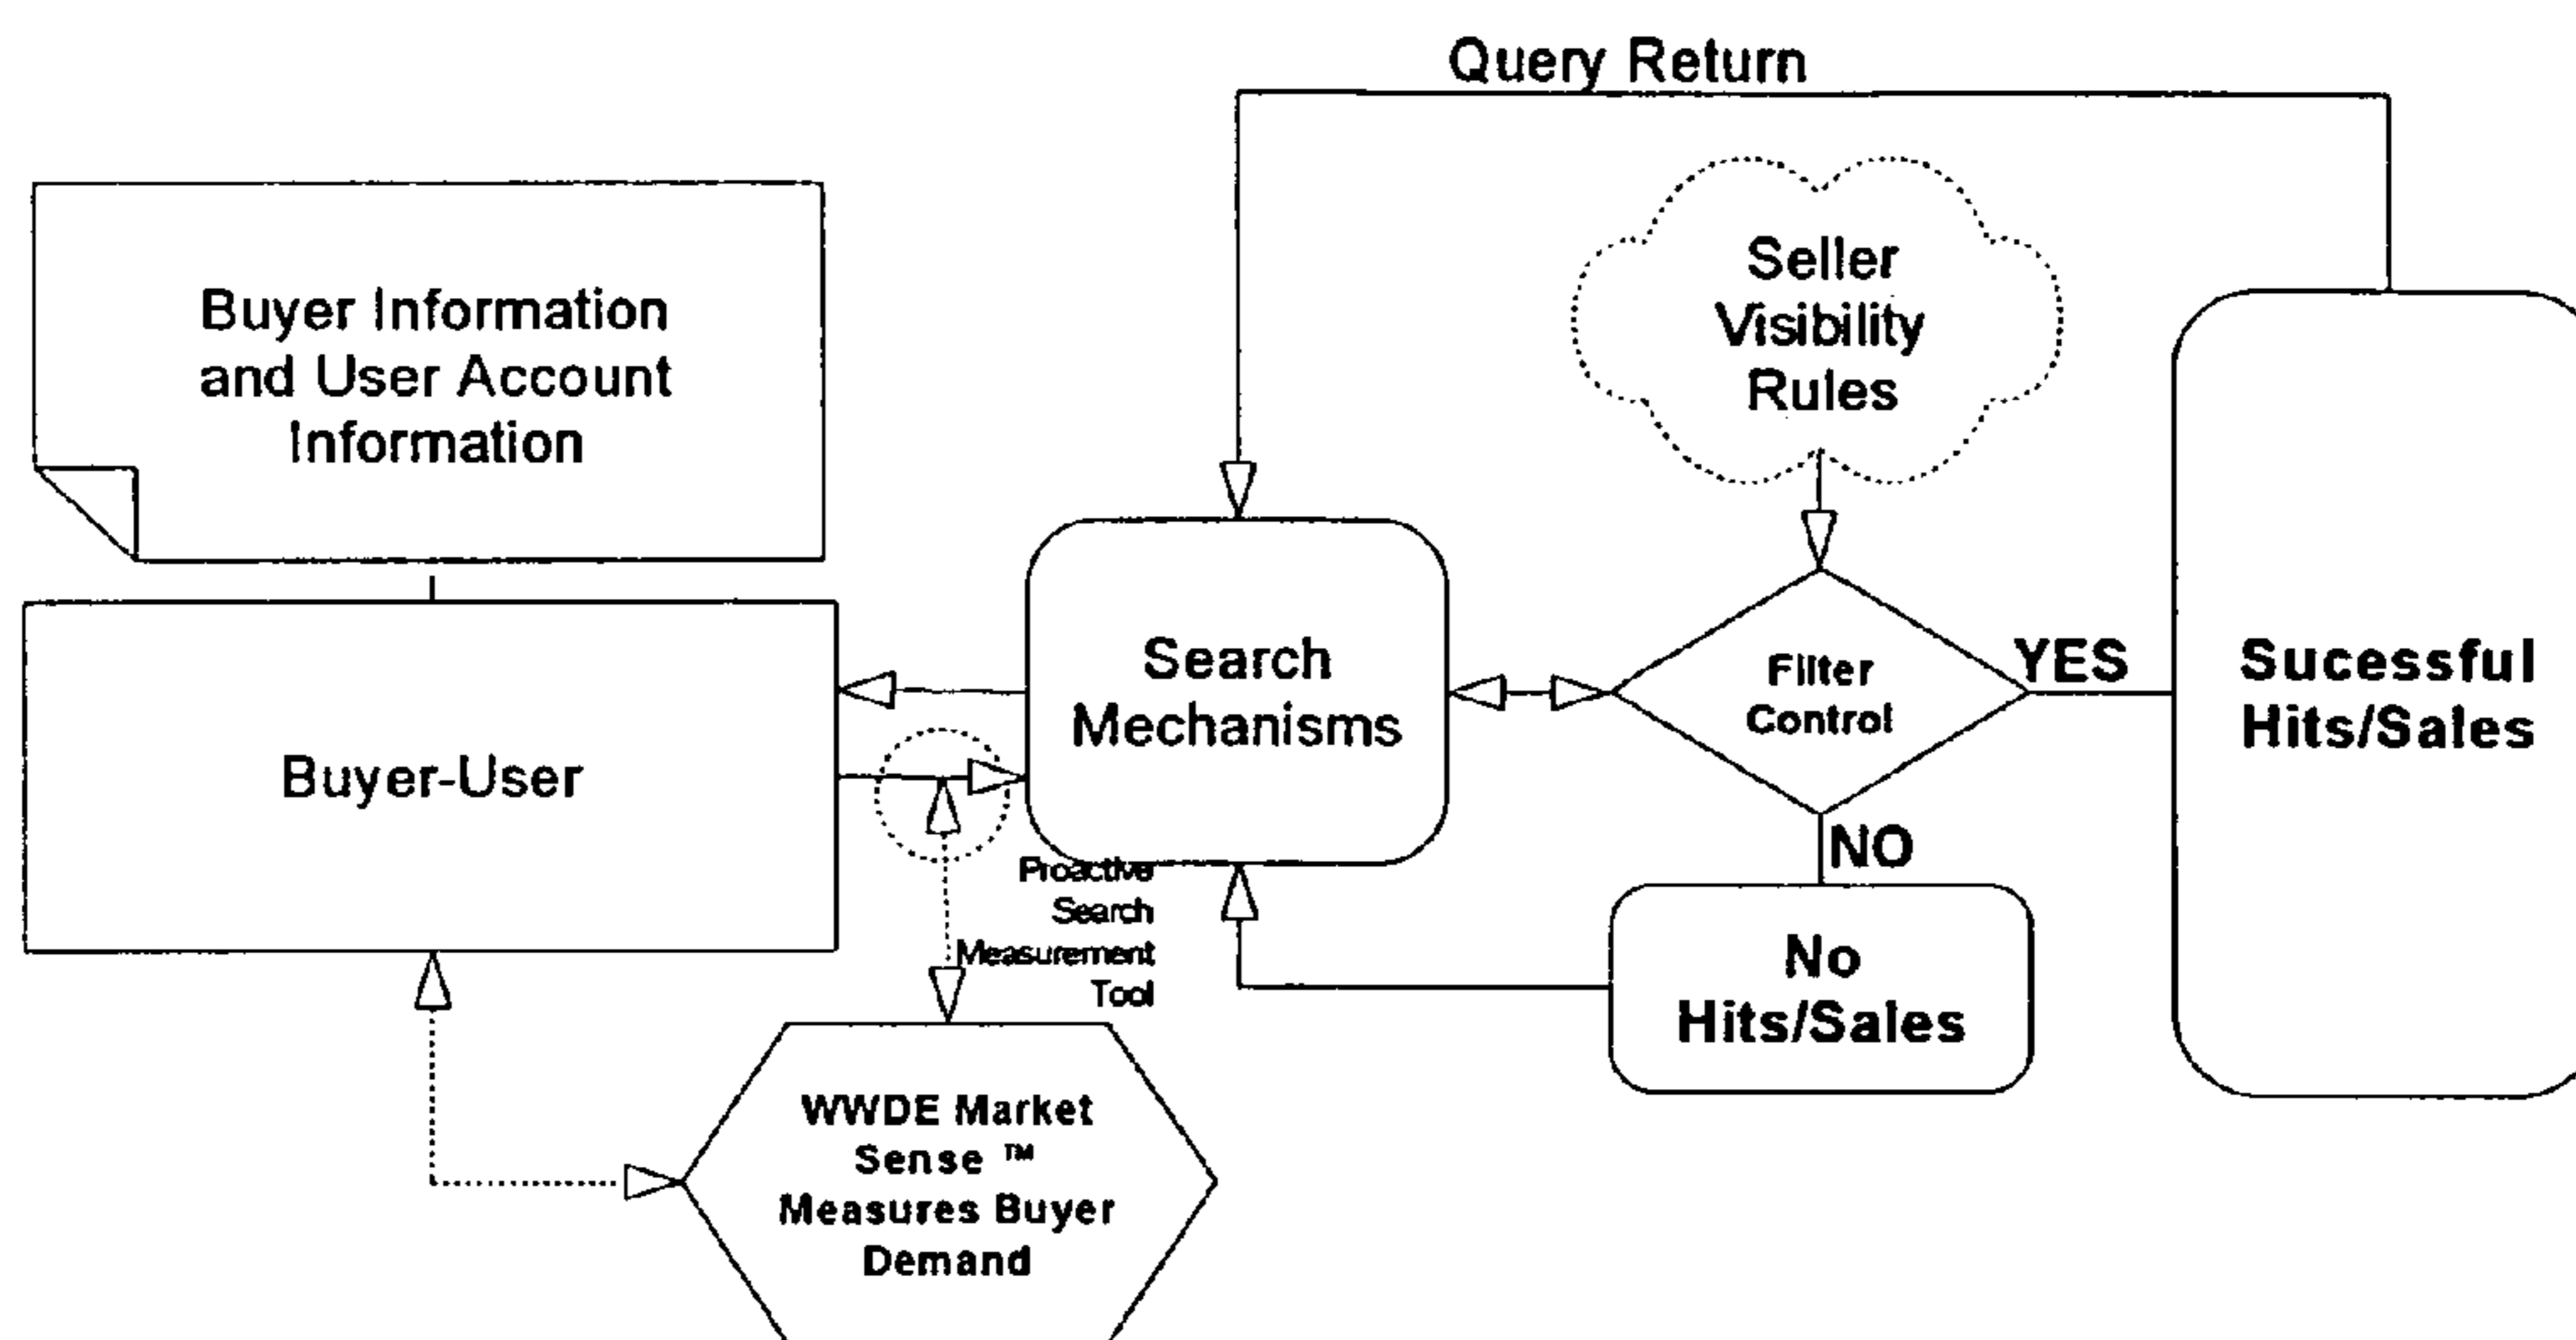 Query Return
Seller
Visibility
Rules
Buyer Information
and User Account
Information
Search
Mechanisms
Filter
Control
YES
Sucessful
Hits/Sales
Buyer-User
NO
Proactive
Search
Measurement
Tool
No
Hits/Sales
WWDE Market
Sense ™
Measures Buyer
Demand